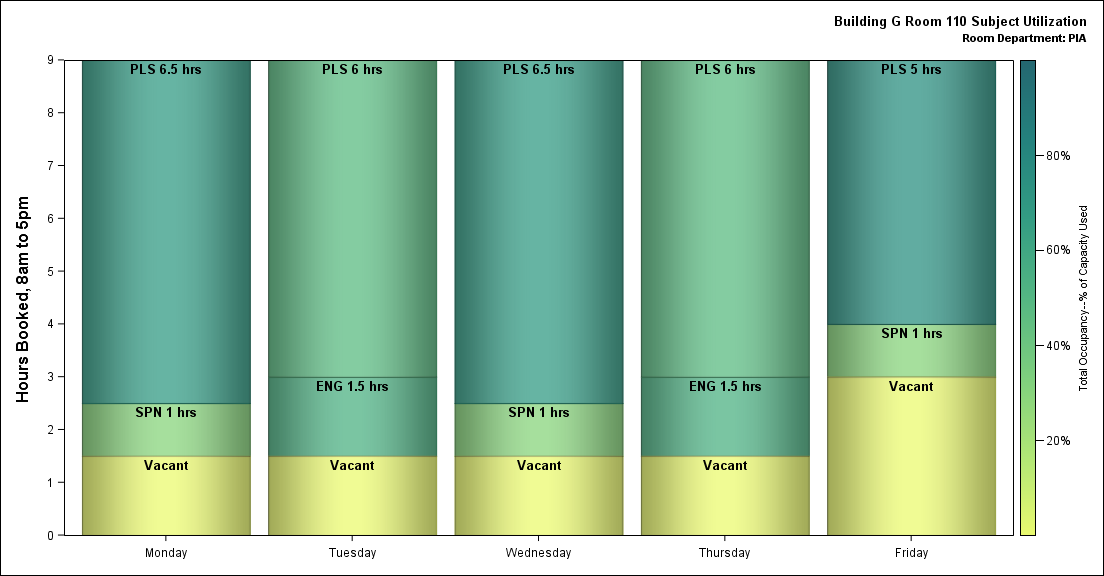 Building G Room 110 Subject Utilization
Room Department: PIA
Hours Booked, 8am to 5pm
9
8
7
6
5
4
3
2
1
0
PLS 6.5 hrs
SPN 1 hrs
Vacant
Monday
PLS 6 hrs
ENG 1.5 hrs
Vacant
Tuesday
PLS 6.5 hrs
SPN 1 hrs
Vacant
Wednesday
PLS 6 hrs
ENG 1.5 hrs
Vacant
Thursday
PLS 5 hrs
SPN 1 hrs
Vacant
Friday
80%
60%
40%
20%
Total Occupancy--% of Capacity Used